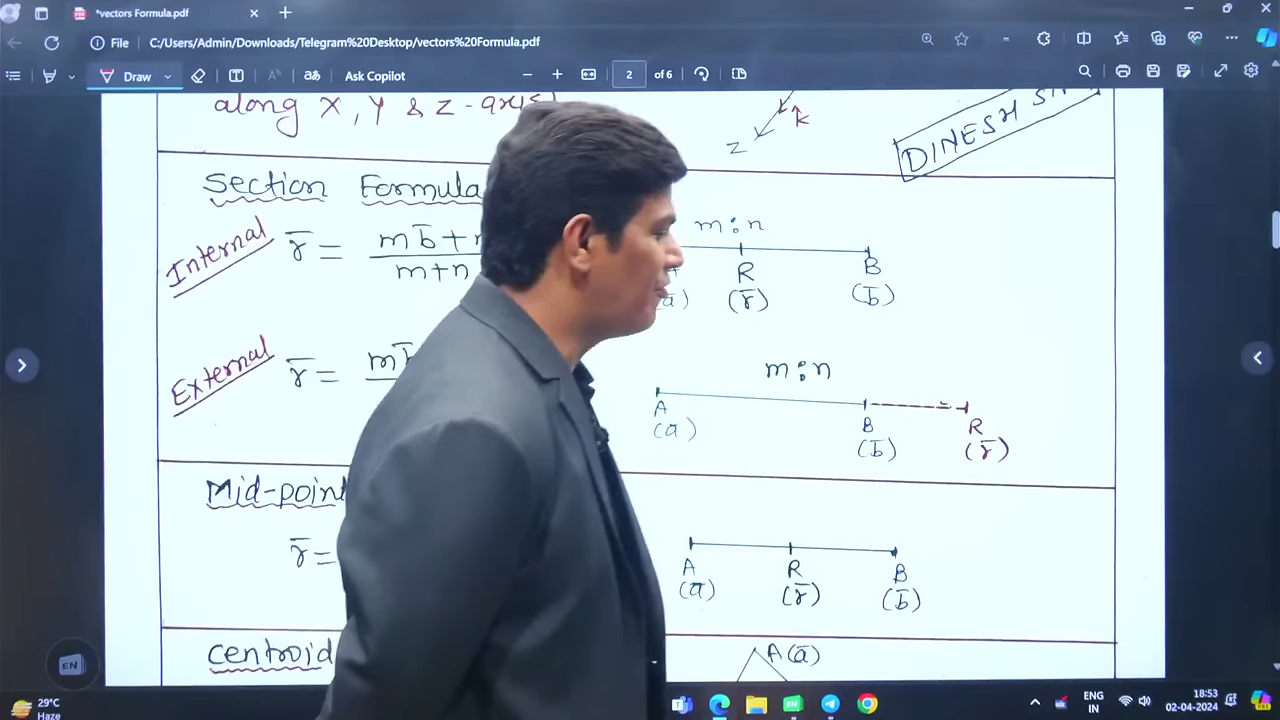 *vectors Formula.pdf
File C:/Users/Admin/Downloads/Telegram%20Desktop/vectors%20Formula.pdf
Draw Ask Copilot 2 of 6
along X, Y & Z-axis
k̂
Z
DINESH
Section Formula
Internal r̄ = m b̄ +
m+n
m:n
R B
(ā) (r̄) (b̄)
External r̄ = m
m:n
A B R
(ā) (b̄) (r̄)
Mid-point
r̄ =
A R B
(ā) (r̄) (b̄)
Centroid
A(ā)
EN
29°C
Haze
ENG
IN
18:53
02-04-2024